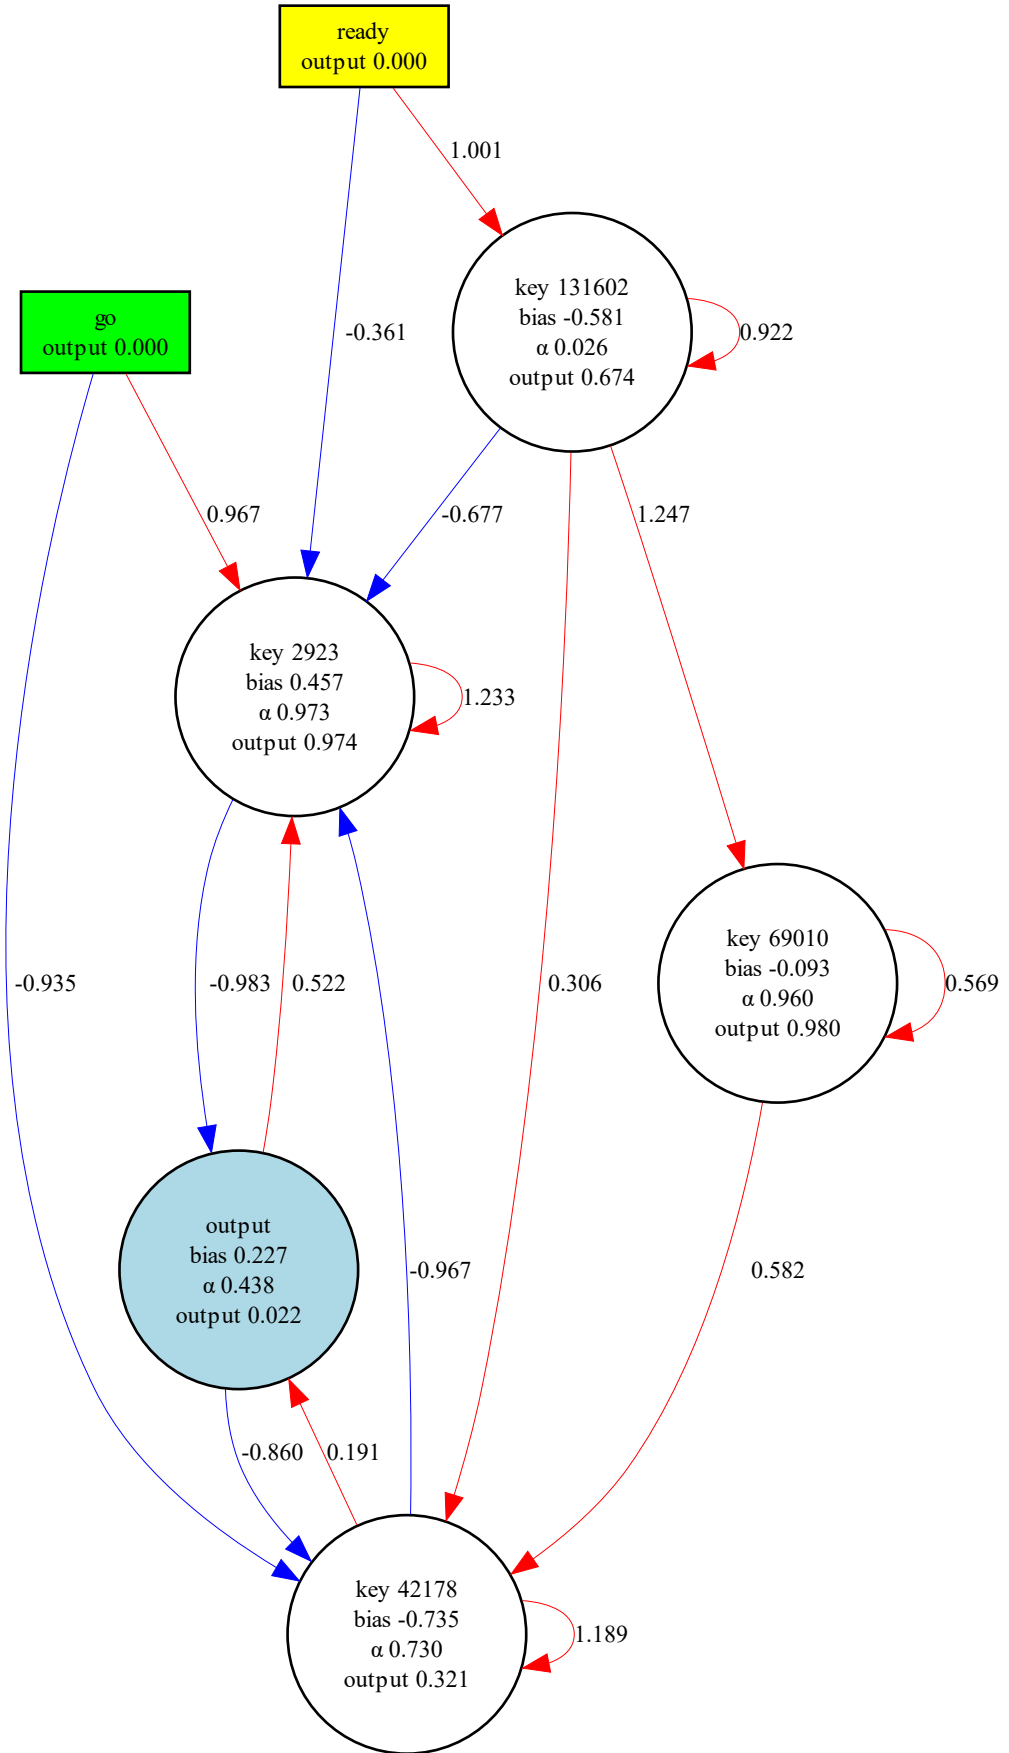 ready
output 0.000
1.001
go
output 0.000
-0.361
key 131602
bias -0.581
α 0.026
output 0.674
0.922
0.967
-0.677
1.247
key 2923
bias 0.457
α 0.973
output 0.974
1.233
-0.935
-0.983
0.522
0.306
key 69010
bias -0.093
α 0.960
output 0.980
0.569
output
bias 0.227
α 0.438
output 0.022
-0.967
0.582
-0.860
0.191
key 42178
bias -0.735
α 0.730
output 0.321
1.189